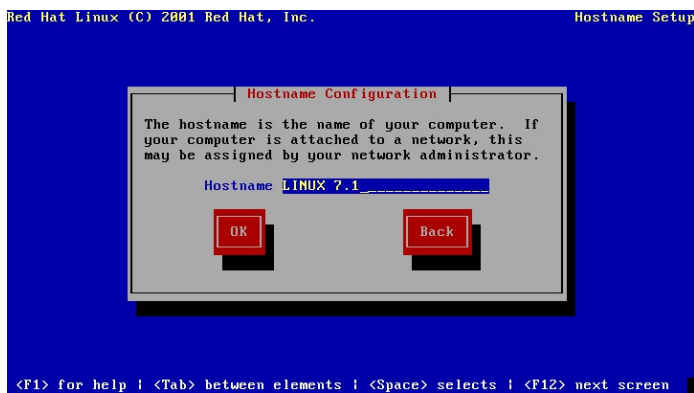 Red Hat Linux (C) 2001 Red Hat, Inc. Hostname Setup
Hostname Configuration
The hostname is the name of your computer. If
your computer is attached to a network, this
may be assigned by your network administrator.
Hostname LINUX 7.1_______________
OK Back
<F1> for help | <Tab> between elements | <Space> selects | <F12> next screen